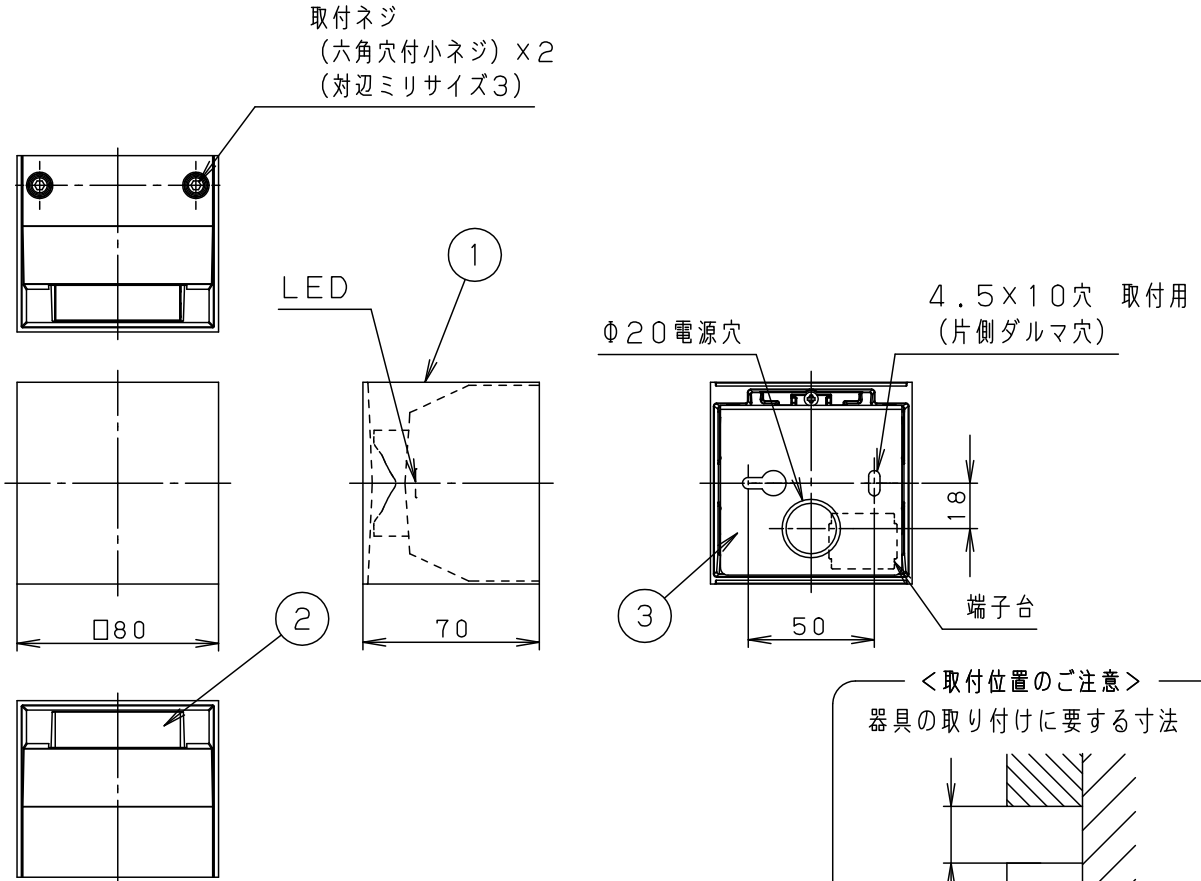 取付ネジ
(六角穴付小ネジ)×2
(対辺ミリサイズ3)
LED
1
Φ20電源穴
4.5×10穴 取付用
(片側ダルマ穴)
18
□80
2
70
3
50
端子台
<取付位置のご注意>
器具の取り付けに要する寸法